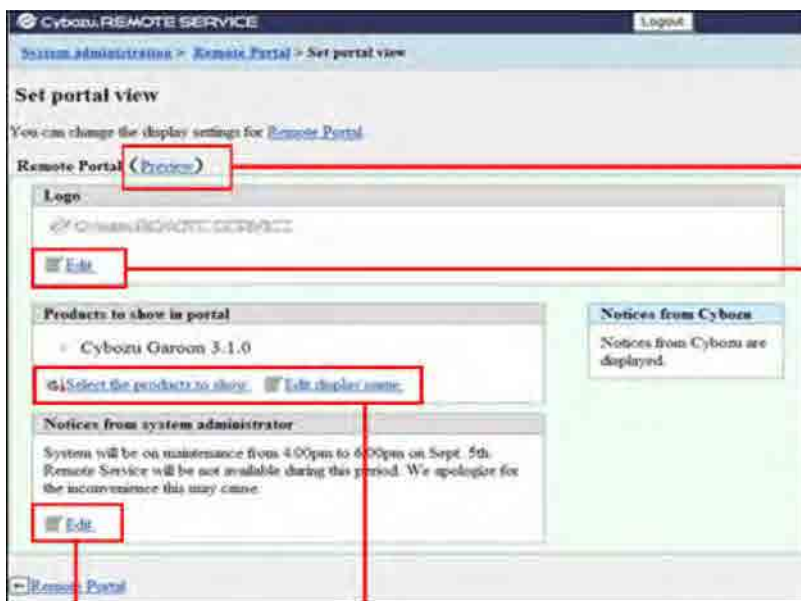 Cybozu.REMOTE SERVICE
Logout
System administration > Remote Portal > Set portal view
Set portal view
You can change the display settings for Remote Portal
Remote Portal (Preview)
Logo
Cybozu.REMOTE SERVICE
Edit
Products to show in portal
Cybozu Garoon 3.1.0
Select the products to show Edit display name
Notices from system administrator
System will be on maintenance from 4:00pm to 6:00pm on Sept. 5th.
Remote Service will be not available during this period. We apologize for
the inconvenience this may cause.
Edit
Notices from Cybozu
Notices from Cybozu are
displayed.
Remote Portal